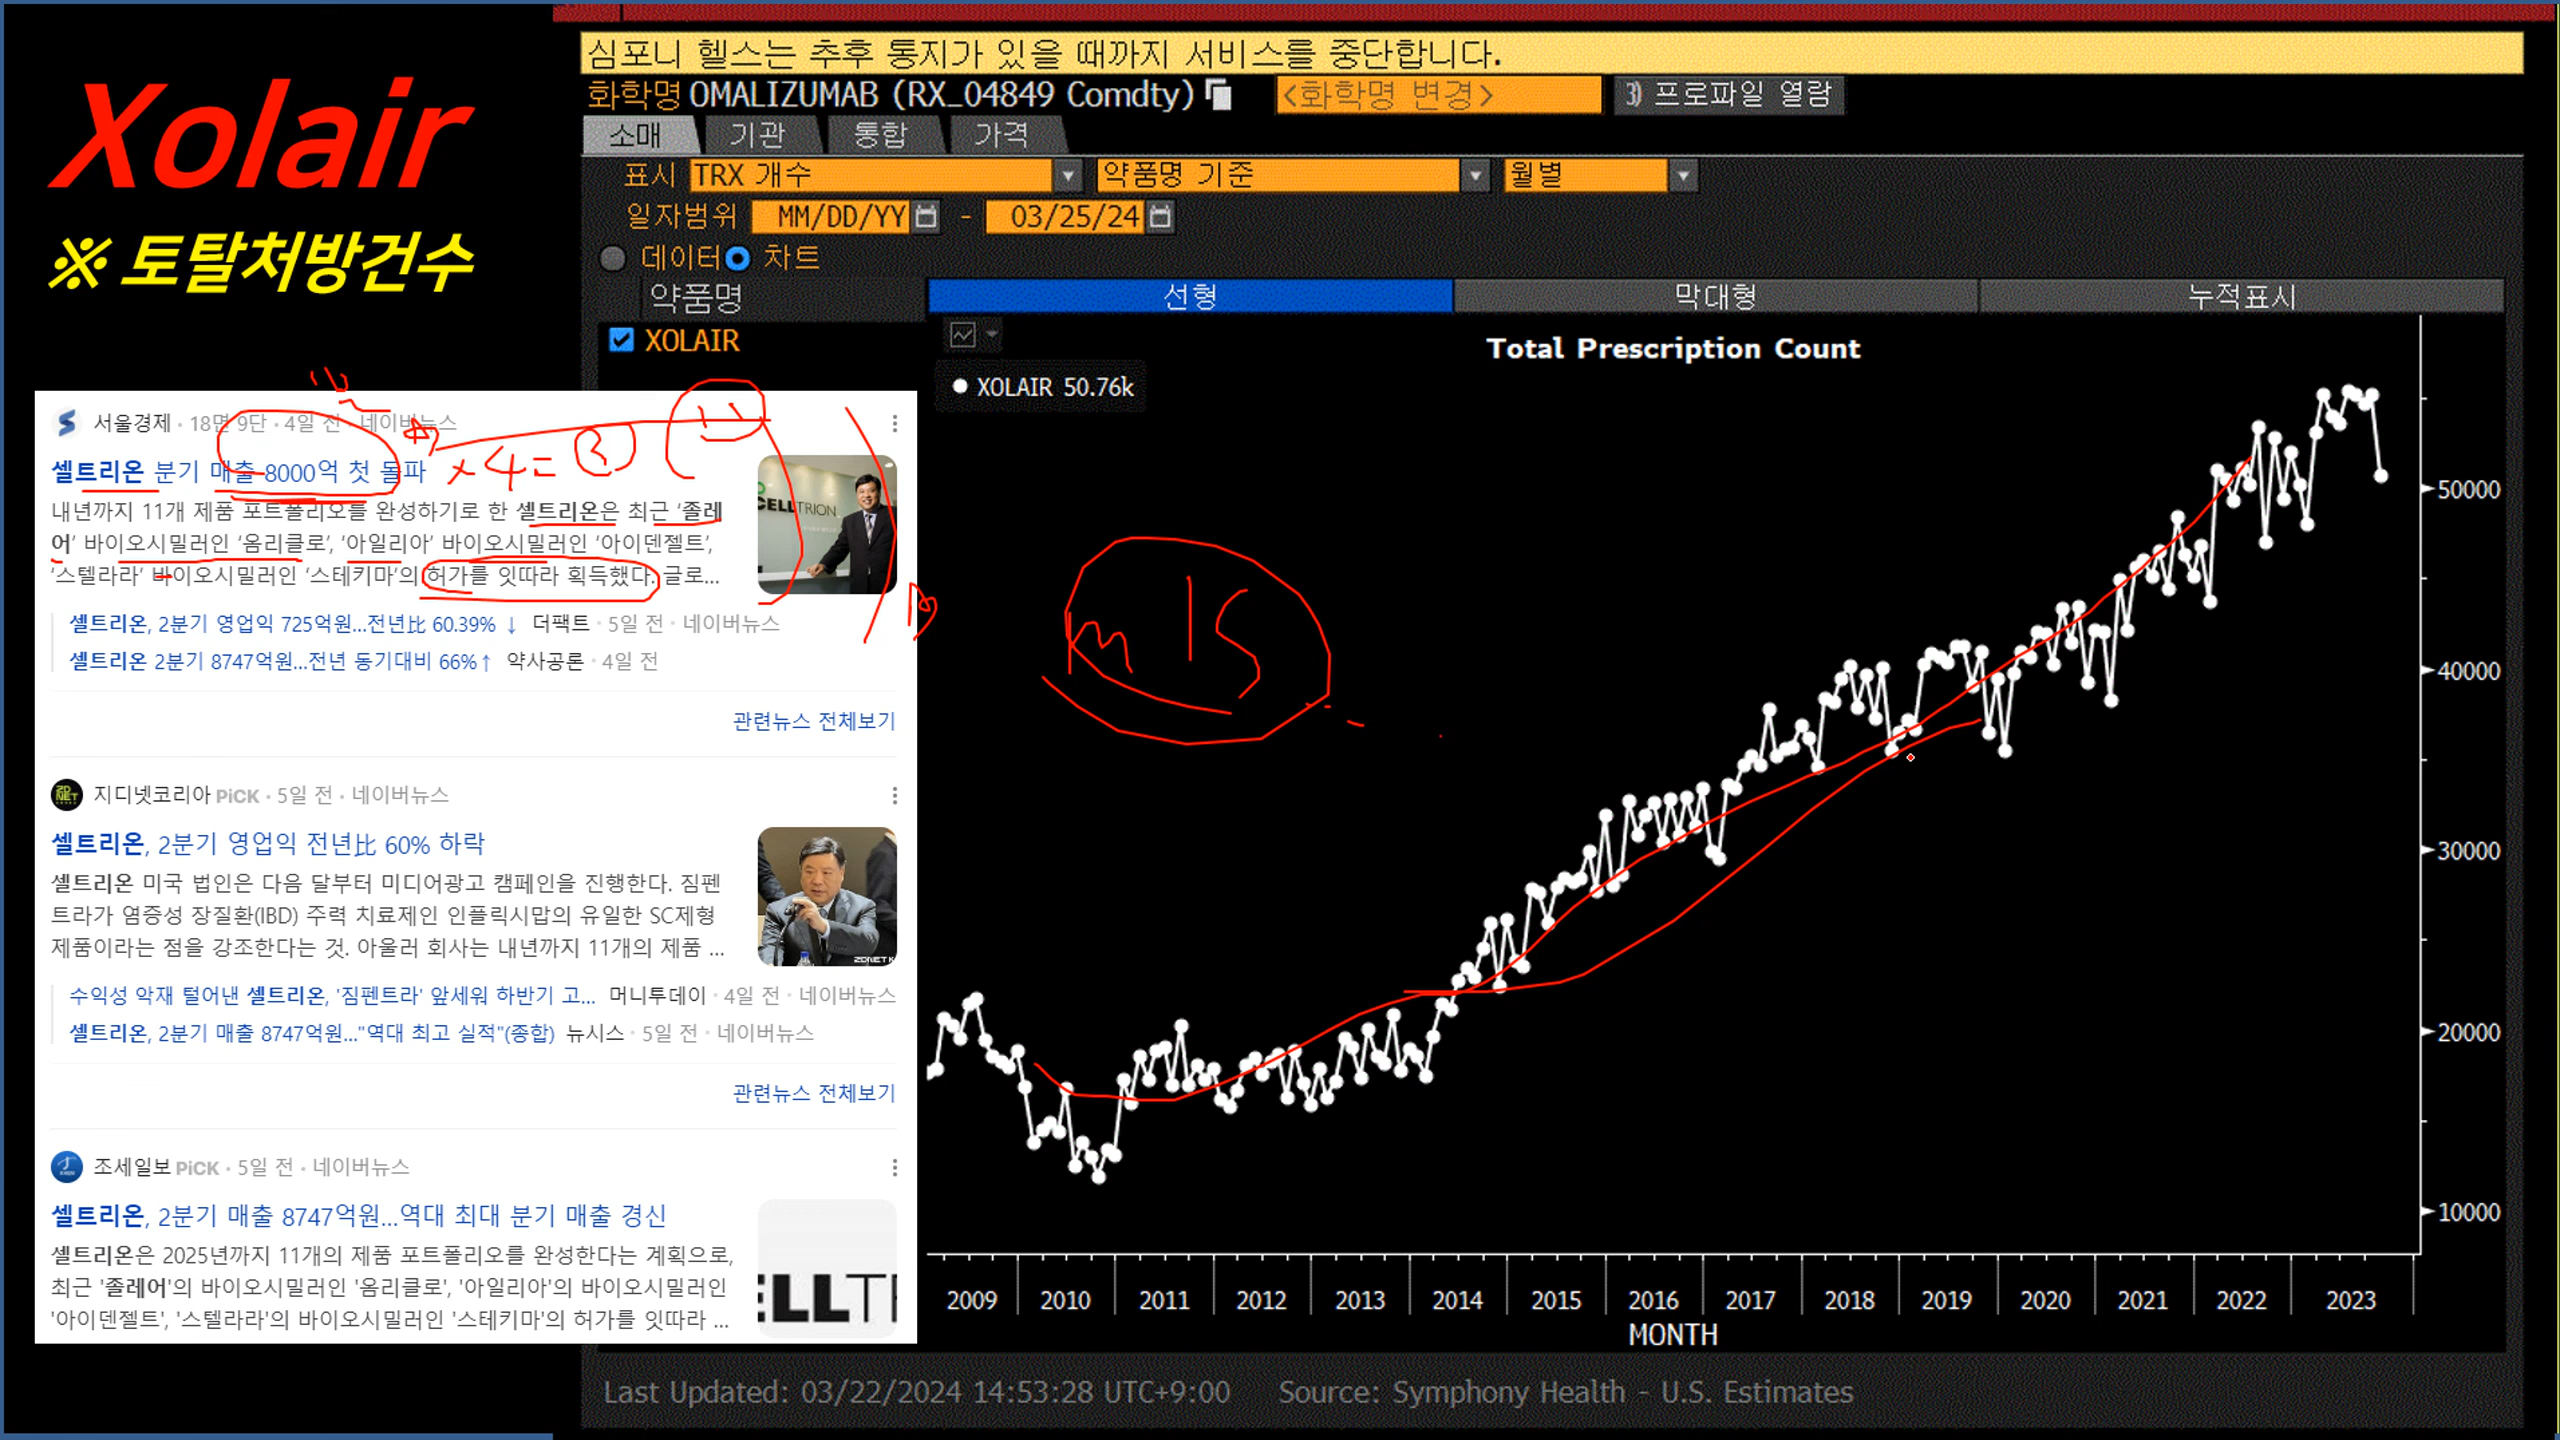 Xolair
※ 토탈처방건수
심포니 헬스는 추후 통지가 있을 때까지 서비스를 중단합니다.
화학명 OMALIZUMAB (RX_04849 Comdty) <화학명 변경> 3) 프로파일 열람
소매 기관 통합 가격
표시 TRX 개수 약품명 기준 월별
일자범위 MM/DD/YY - 03/25/24
데이터 차트
약품명 선형 막대형 누적표시
XOLAIR
Total Prescription Count
XOLAIR 50.76k
서울경제 · 18면 9단 · 4일 전 · 네이버뉴스
셀트리온 분기 매출 8000억 첫 돌파
×4=③
내년까지 11개 제품 포트폴리오를 완성하기로 한 셀트리온은 최근 ‘졸레
어’ 바이오시밀러인 ‘옴리클로’, ‘아일리아’ 바이오시밀러인 ‘아이덴젤트’,
‘스텔라라’ 바이오시밀러인 ‘스테키마’의 허가를 잇따라 획득했다. 글로...
CELLTRION
셀트리온, 2분기 영업익 725억원...전년比 60.39% ↓ 더팩트 · 5일 전 · 네이버뉴스
셀트리온 2분기 8747억원...전년 동기대비 66%↑ 약사공론 · 4일 전
관련뉴스 전체보기
지디넷코리아 PiCK · 5일 전 · 네이버뉴스
셀트리온, 2분기 영업익 전년比 60% 하락
셀트리온 미국 법인은 다음 달부터 미디어광고 캠페인을 진행한다. 짐펜
트라가 염증성 장질환(IBD) 주력 치료제인 인플릭시맙의 유일한 SC제형
제품이라는 점을 강조한다는 것. 아울러 회사는 내년까지 11개의 제품 ...
ZDNET K
수익성 악재 털어낸 셀트리온, '짐펜트라' 앞세워 하반기 고... 머니투데이 · 4일 전 · 네이버뉴스
셀트리온, 2분기 매출 8747억원..."역대 최고 실적"(종합) 뉴시스 · 5일 전 · 네이버뉴스
관련뉴스 전체보기
조세일보 PiCK · 5일 전 · 네이버뉴스
셀트리온, 2분기 매출 8747억원...역대 최대 분기 매출 경신
셀트리온은 2025년까지 11개의 제품 포트폴리오를 완성한다는 계획으로,
최근 '졸레어'의 바이오시밀러인 '옴리클로', '아일리아'의 바이오시밀러인
'아이덴젤트', '스텔라라'의 바이오시밀러인 '스테키마'의 허가를 잇따라 ...
ELLTR
m 15
50000
40000
30000
20000
10000
2009 2010 2011 2012 2013 2014 2015 2016 2017 2018 2019 2020 2021 2022 2023
MONTH
Last Updated: 03/22/2024 14:53:28 UTC+9:00 Source: Symphony Health - U.S. Estimates